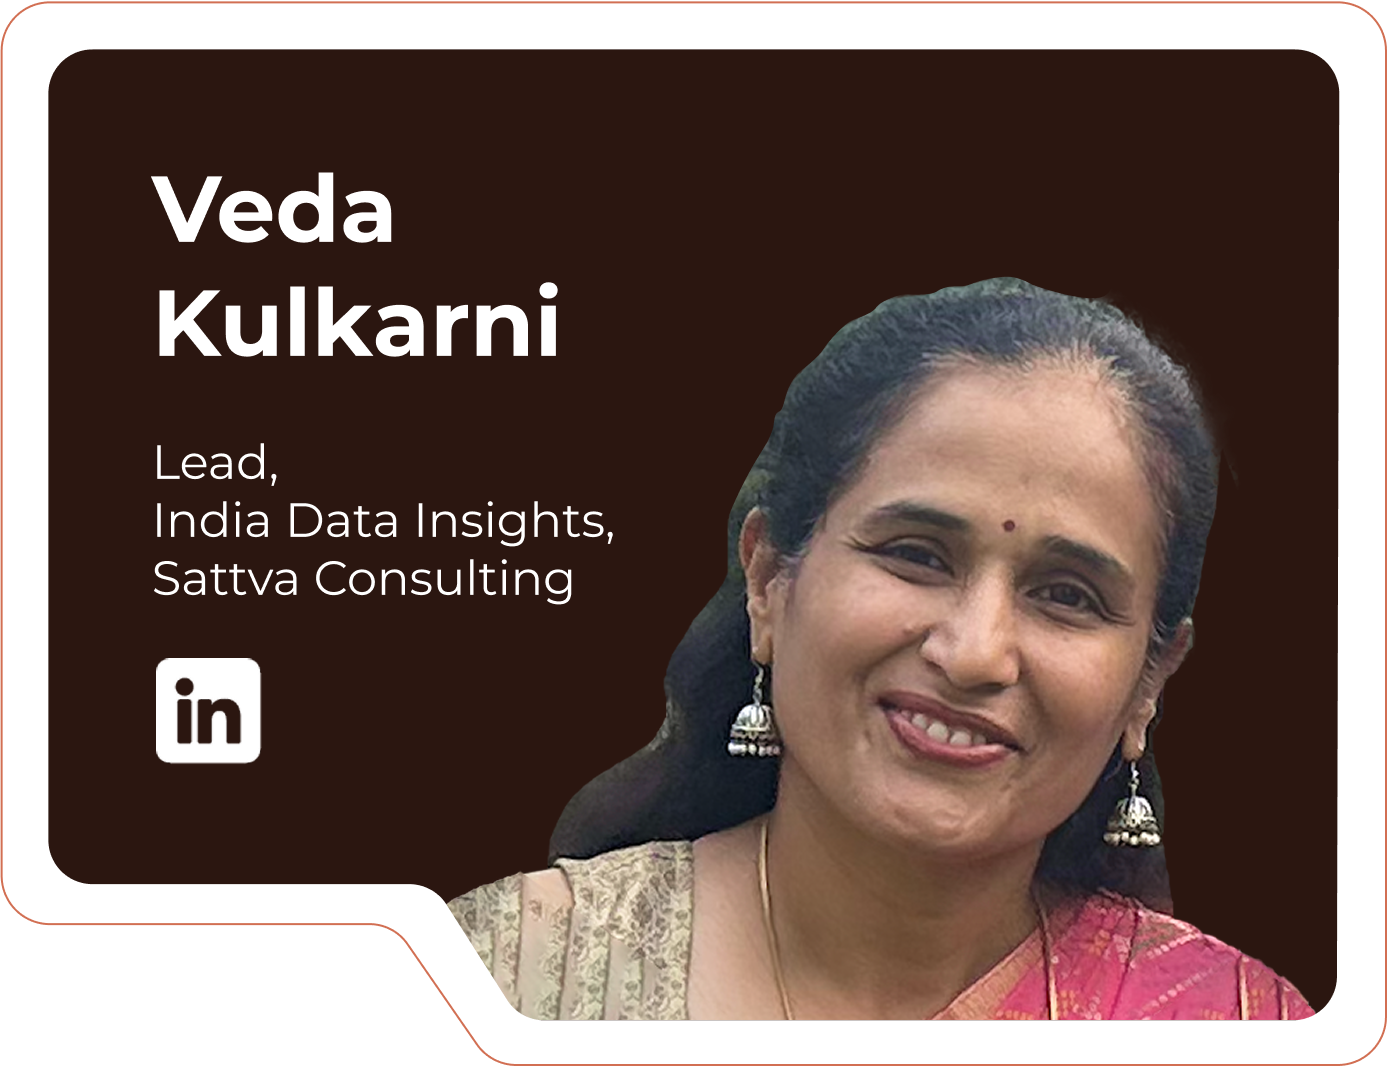 Veda
Kulkarni
Lead,
India Data Insights,
Sattva Consulting
in